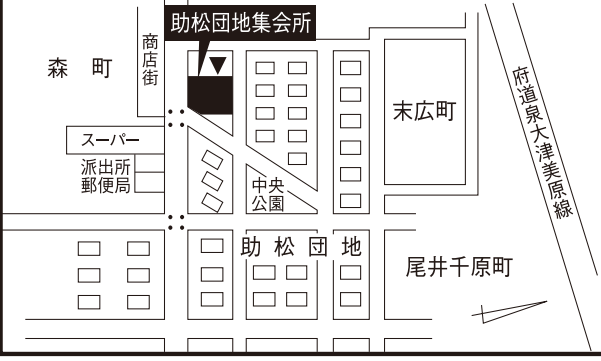 助松団地集会所
商店街
森町
府道泉大津美原線
末広町
スーパー
派出所
郵便局
中央
公園
助松団地
尾井千原町